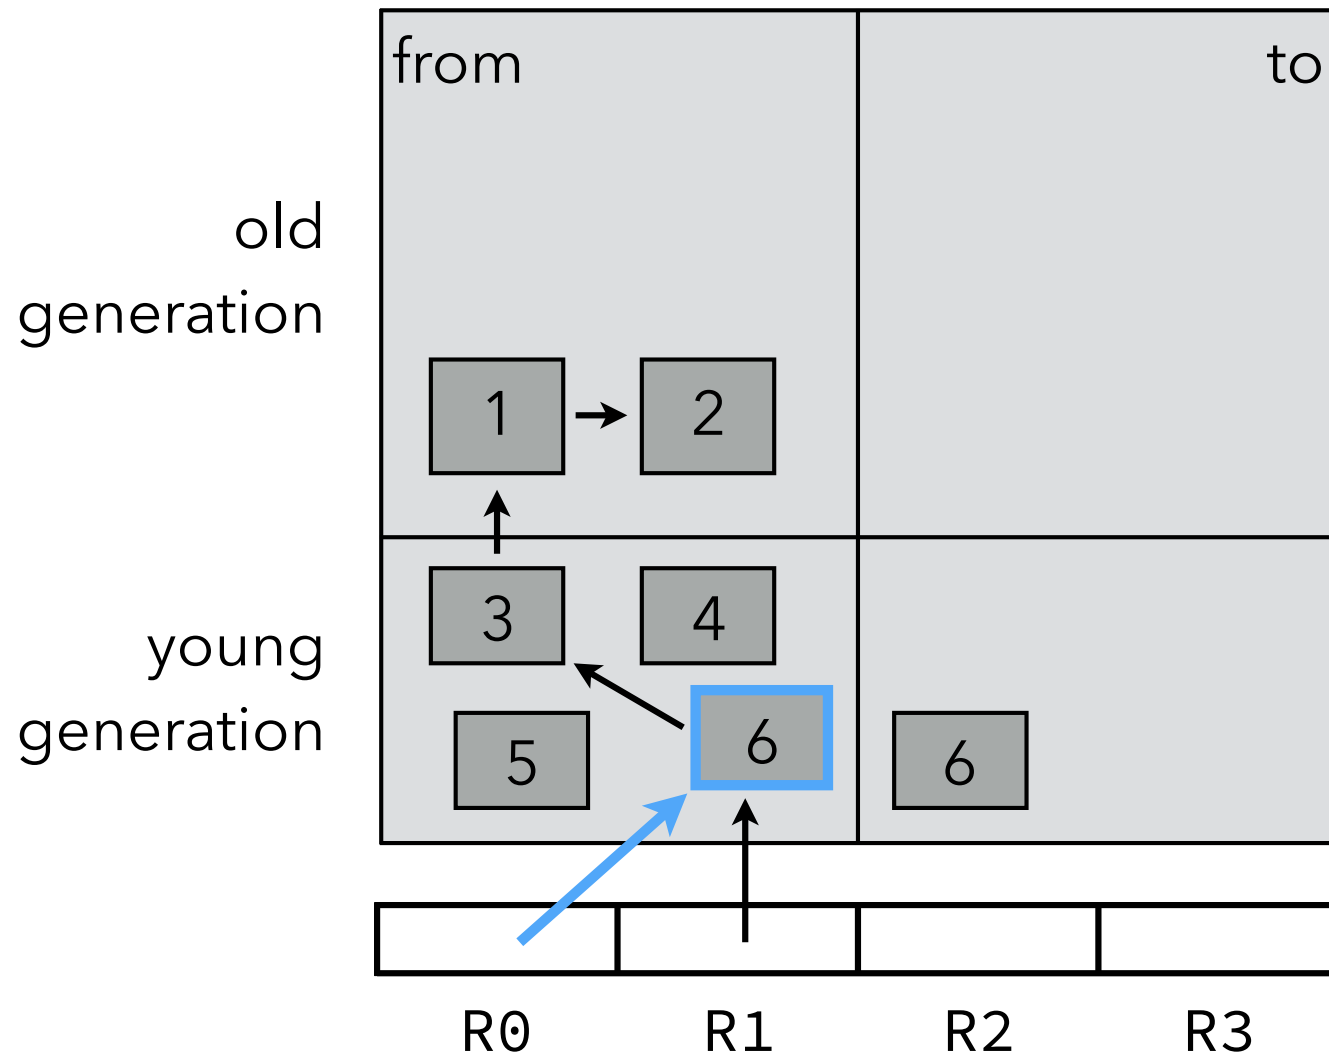 from
to
old
generation
1
2
young
generation
3
4
5
6
6
R0
R1
R2
R3